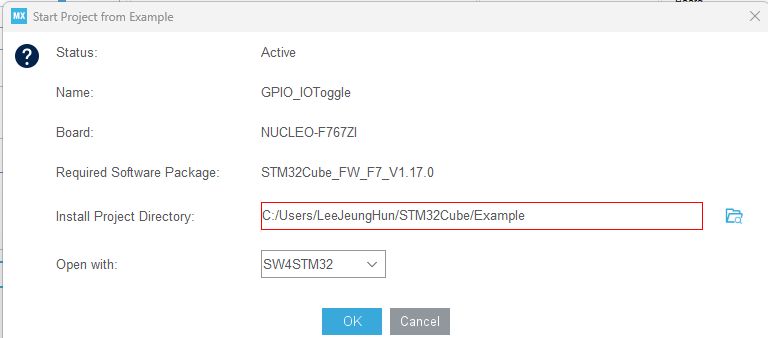 MX Start Project from Example
Status: Active
Name: GPIO_IOToggle
Board: NUCLEO-F767ZI
Required Software Package: STM32Cube_FW_F7_V1.17.0
Install Project Directory: C:/Users/LeeJeungHun/STM32Cube/Example
Open with: SW4STM32
OK Cancel